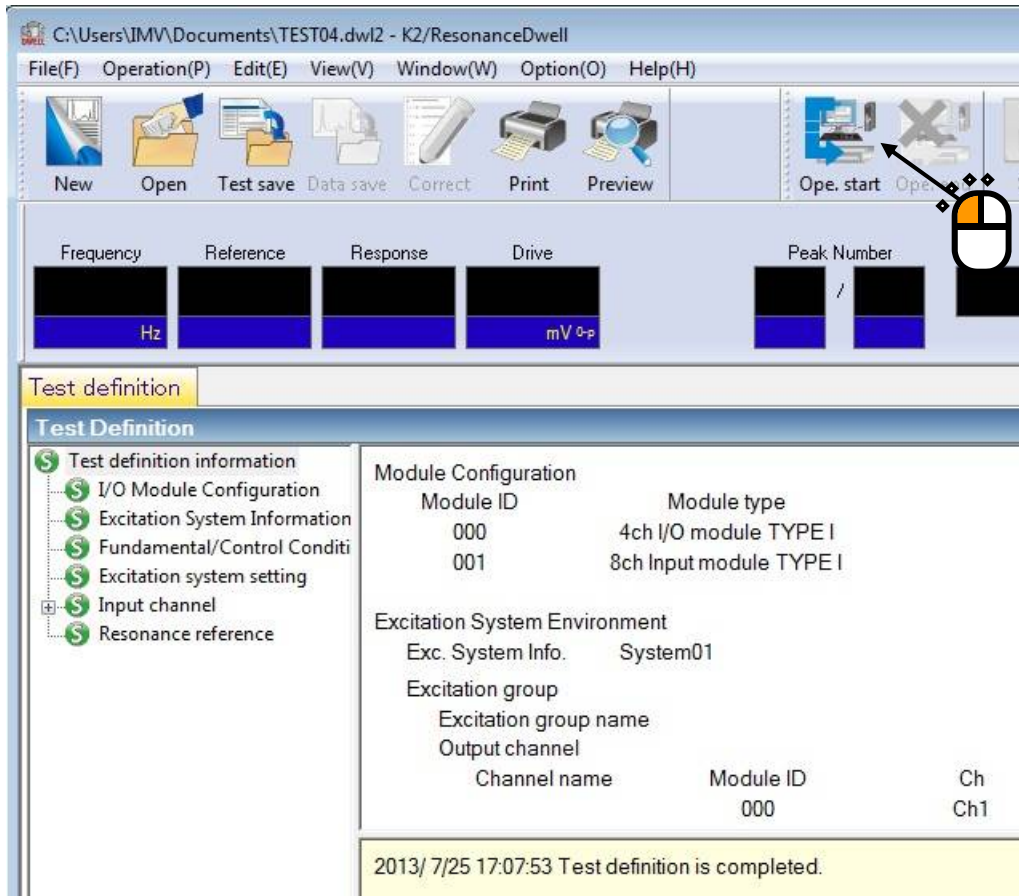 C:\Users\IMV\Documents\TEST04.dwl2 - K2/ResonanceDwell
File(F) Operation(P) Edit(E) View(V) Window(W) Option(O) Help(H)
New Open Test save Data save Correct Print Preview Ope. start Ope.
Frequency Reference Response Drive Peak Number
/
Hz mV 0-p
Test definition
Test Definition
Test definition information
I/O Module Configuration
Excitation System Information
Fundamental/Control Conditi
Excitation system setting
Input channel
Resonance reference
Module Configuration
Module ID Module type
000 4ch I/O module TYPE I
001 8ch Input module TYPE I
Excitation System Environment
Exc. System Info. System01
Excitation group
Excitation group name
Output channel
Channel name Module ID Ch
000 Ch1
2013/ 7/25 17:07:53 Test definition is completed.